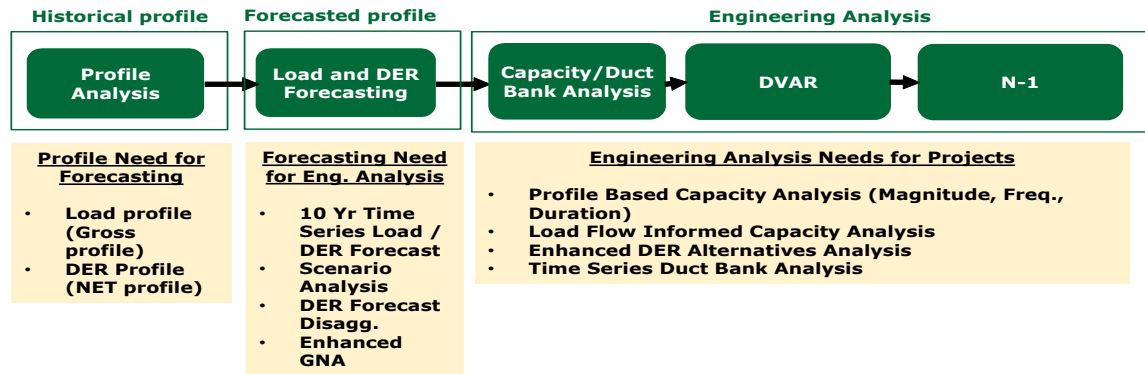 Historical profile
Forecasted profile
Engineering Analysis
Profile
Analysis
Load and DER
Forecasting
Capacity/Duct
Bank Analysis
DVAR
N-1
Profile Need for
Forecasting
• Load profile
(Gross
profile)
• DER Profile
(NET profile)
Forecasting Need
for Eng. Analysis
• 10 Yr Time
Series Load /
DER Forecast
• Scenario
Analysis
• DER Forecast
Disagg.
• Enhanced
GNA
Engineering Analysis Needs for Projects
• Profile Based Capacity Analysis (Magnitude, Freq.,
Duration)
• Load Flow Informed Capacity Analysis
• Enhanced DER Alternatives Analysis
• Time Series Duct Bank Analysis